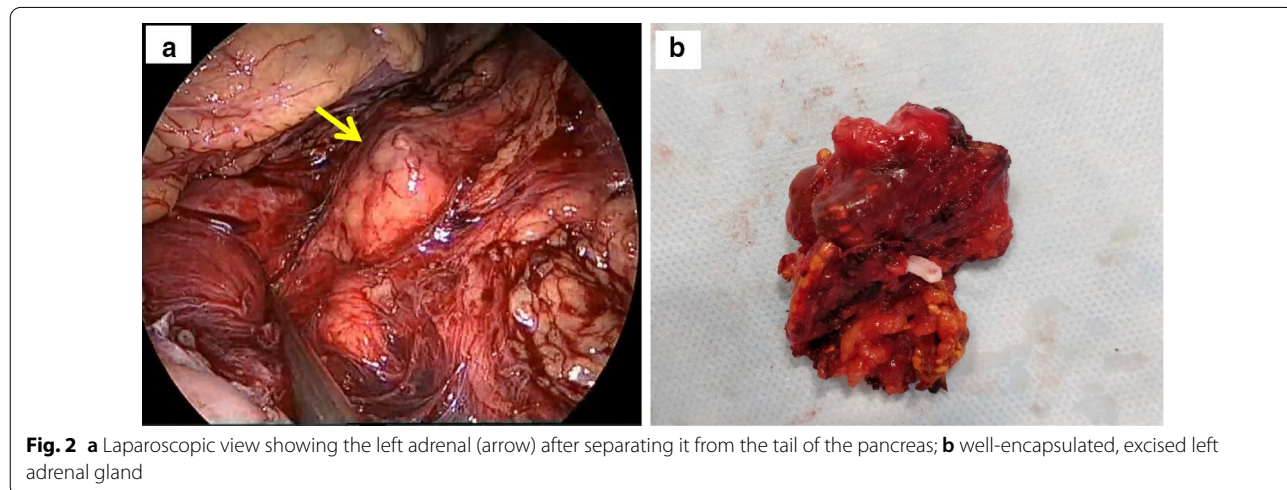 a
b
Fig. 2 a Laparoscopic view showing the left adrenal (arrow) after separating it from the tail of the pancreas; b well-encapsulated, excised left
adrenal gland